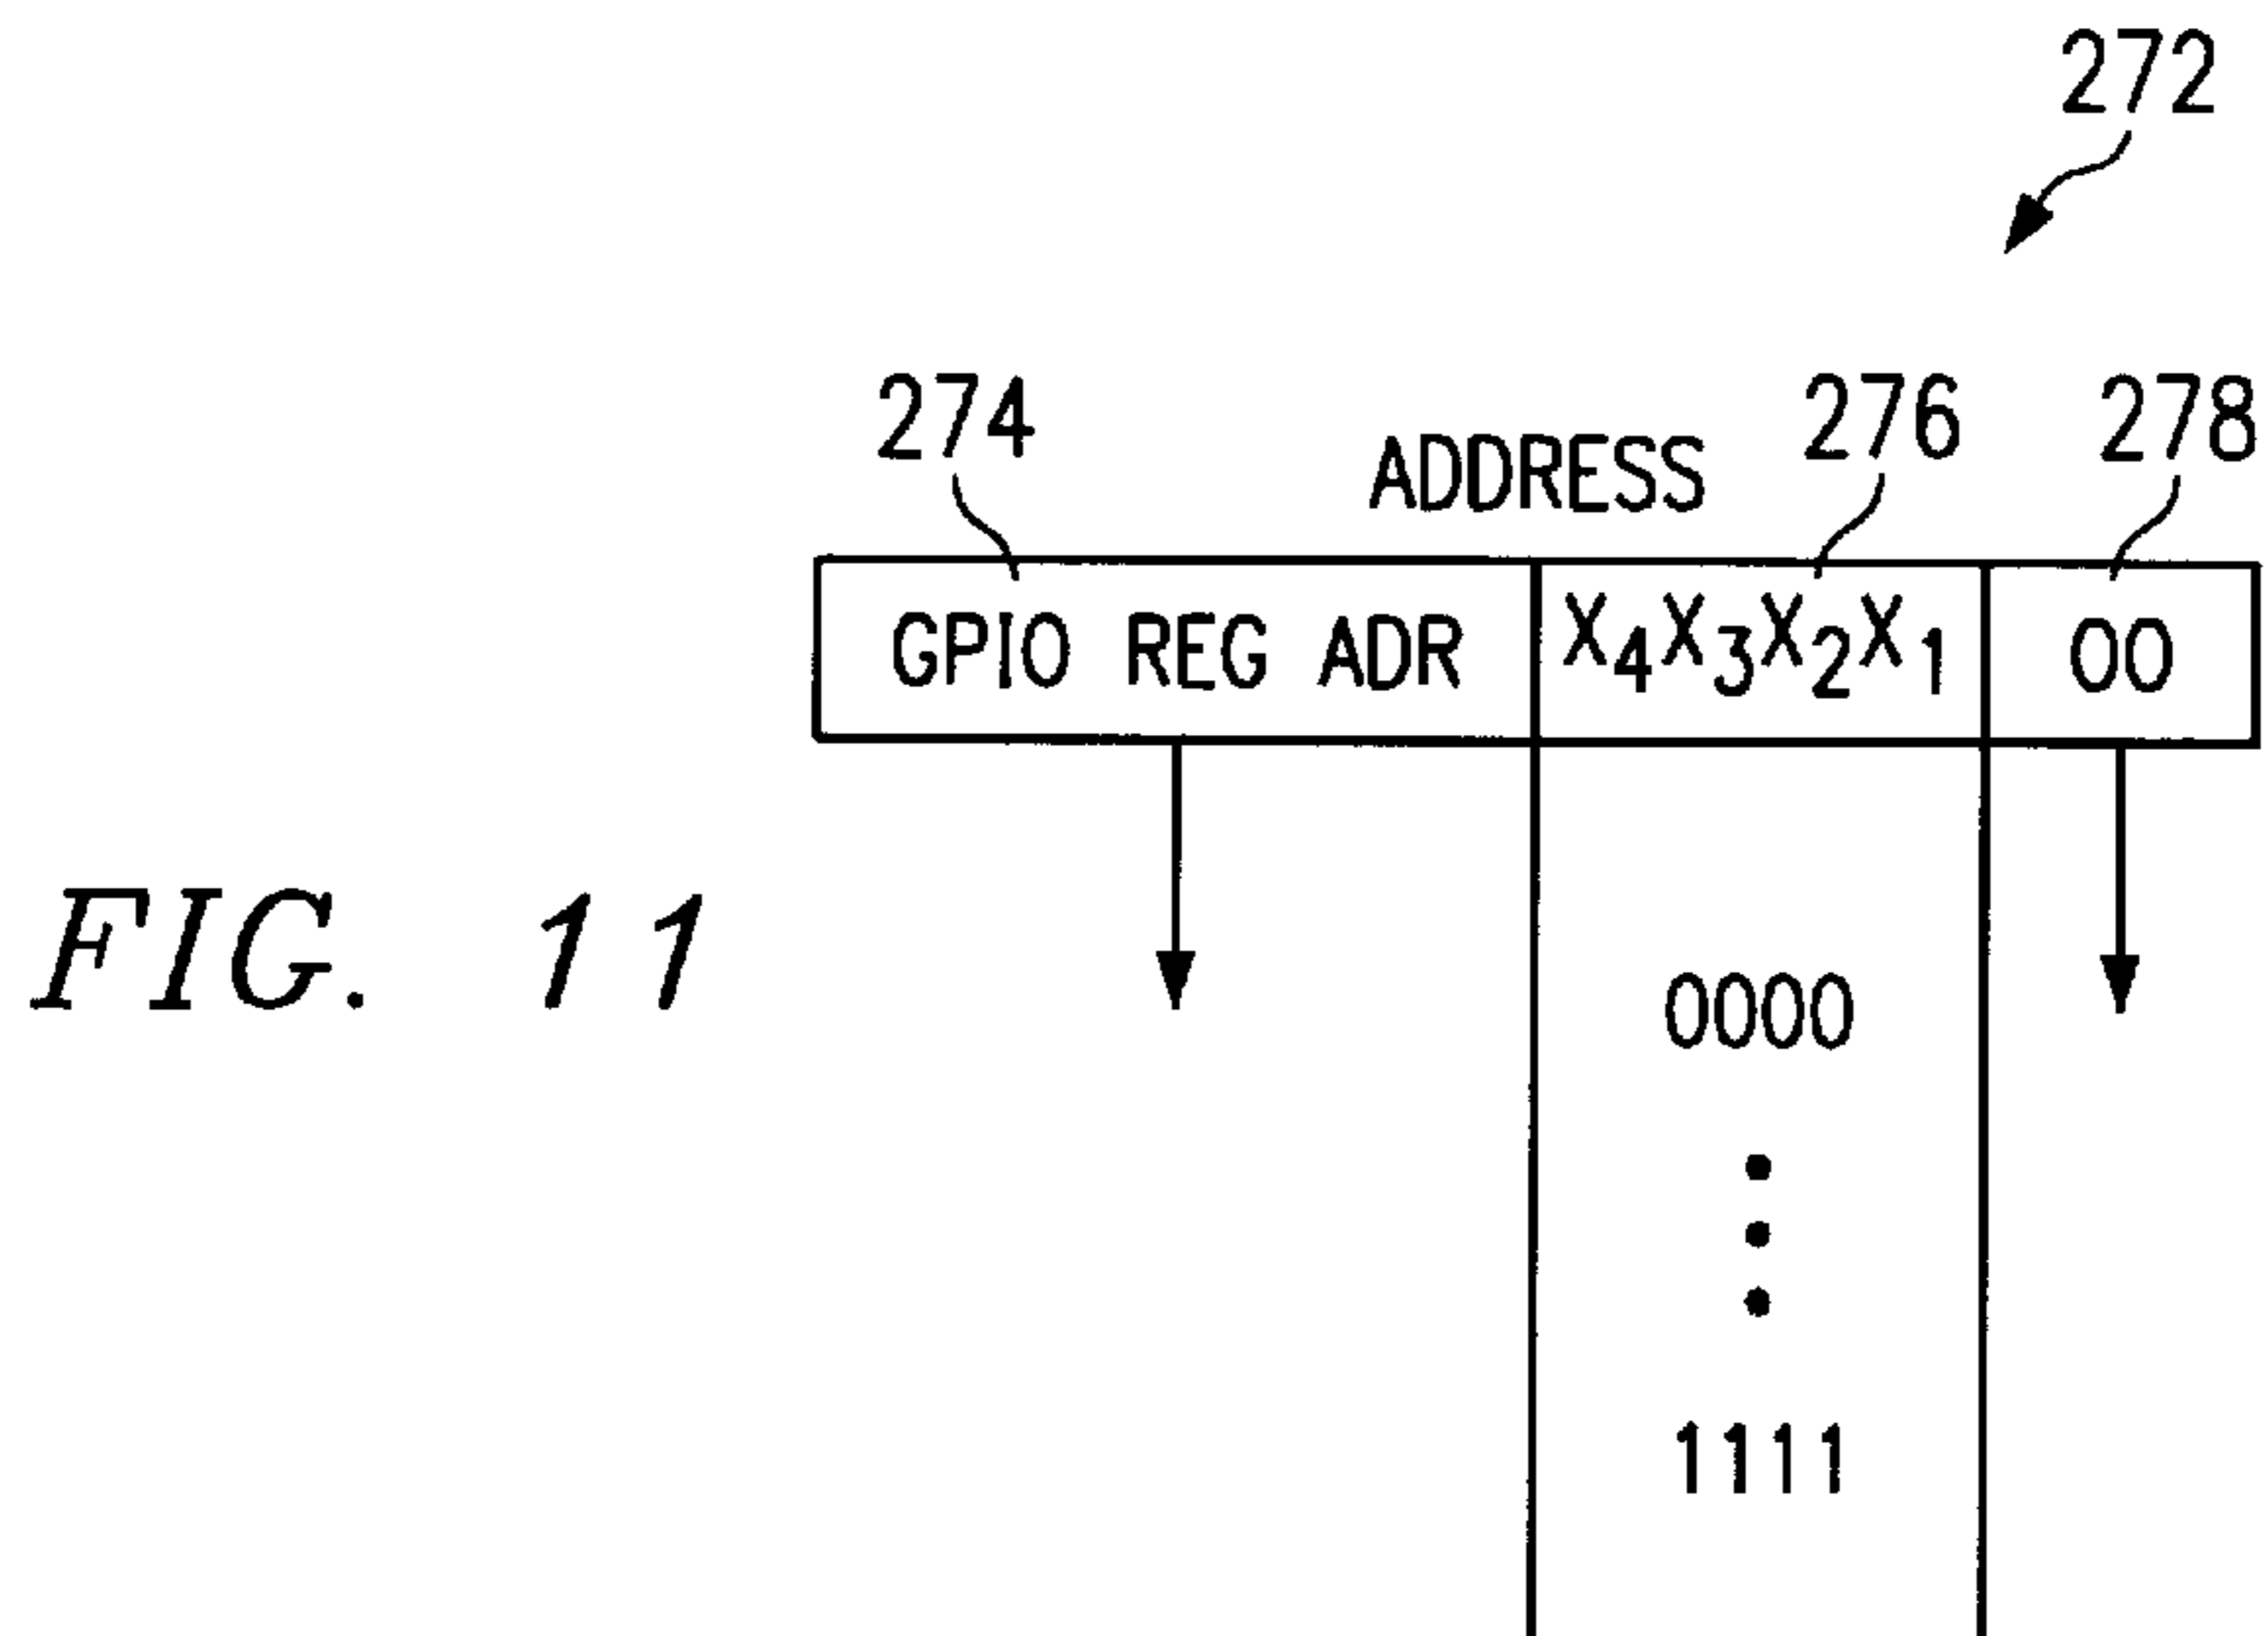 272
274 ADDRESS 276 278
GPIO REG ADR X₄X₃X₂X₁ 00
FIG. 11
0000
1111